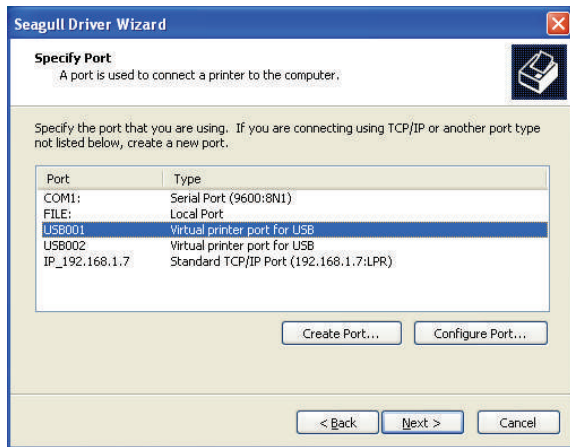 Seagull Driver Wizard
Specify Port
A port is used to connect a printer to the computer.
Specify the port that you are using. If you are connecting using TCP/IP or another port type
not listed below, create a new port.
Port Type
COM1: Serial Port (9600:8N1)
FILE: Local Port
USB001 Virtual printer port for USB
USB002 Virtual printer port for USB
IP_192.168.1.7 Standard TCP/IP Port (192.168.1.7:LPR)
Create Port... Configure Port...
< Back Next > Cancel